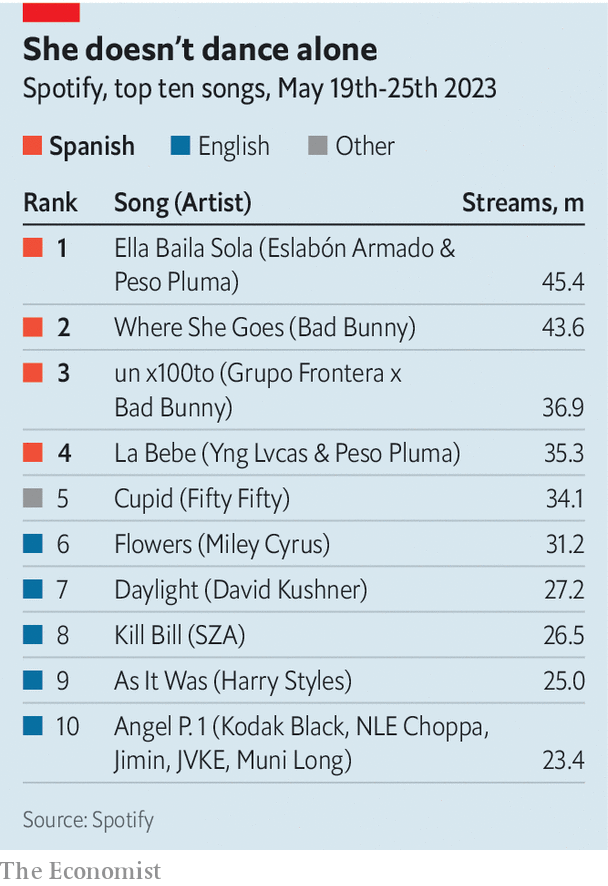 She doesn't dance alone
Spotify, top ten songs, May 19th-25th 2023
Spanish English Other
Rank Song (Artist) Streams, m
1 Ella Baila Sola (Eslabón Armado &
Peso Pluma) 45.4
2 Where She Goes (Bad Bunny) 43.6
3 un x100to (Grupo Frontera x
Bad Bunny) 36.9
4 La Bebe (Yng Lvcas & Peso Pluma) 35.3
5 Cupid (Fifty Fifty) 34.1
6 Flowers (Miley Cyrus) 31.2
7 Daylight (David Kushner) 27.2
8 Kill Bill (SZA) 26.5
9 As It Was (Harry Styles) 25.0
10 Angel P. 1 (Kodak Black, NLE Choppa,
Jimin, JVKE, Muni Long) 23.4
Source: Spotify
The Economist